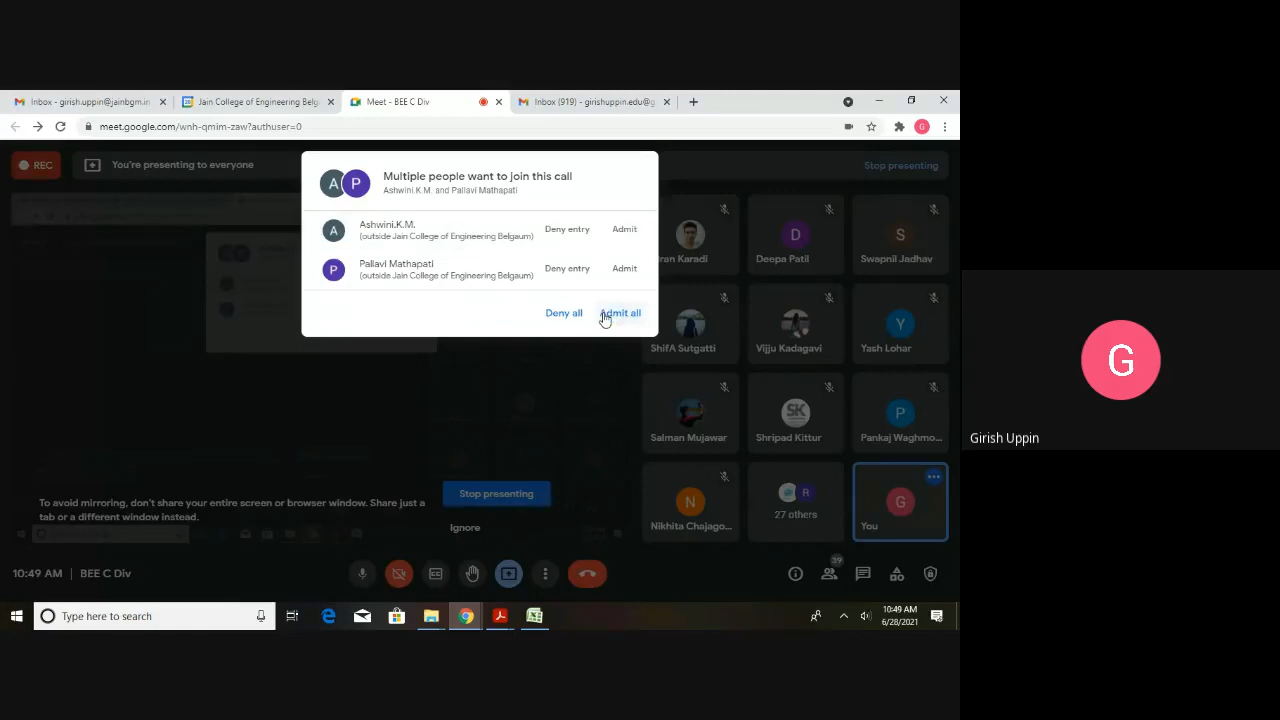 Inbox - girish.uppin@jainbgm.in
Jain College of Engineering Belg
Meet - BEE C Div
Inbox (919) - girishuppin.edu@g
meet.google.com/wnh-qmim-zaw?authuser=0
G
REC
You're presenting to everyone
Stop presenting
A
P
Multiple people want to join this call
Ashwini.K.M. and Pallavi Mathapati
A
Ashwini.K.M.
(outside Jain College of Engineering Belgaum)
Deny entry
Admit
P
Pallavi Mathapati
(outside Jain College of Engineering Belgaum)
Deny entry
Admit
Deny all
Admit all
Karadi
D
Deepa Patil
S
Swapnil Jadhav
ShifA Sutgatti
Vijju Kadagavi
Y
Yash Lohar
Salman Mujawar
SK
Shripad Kittur
P
Pankaj Waghmo...
N
Nikhita Chajago...
R
27 others
G
You
To avoid mirroring, don't share your entire screen or browser window. Share just a
tab or a different window instead.
Stop presenting
Ignore
10:49 AM | BEE C Div
39
Type here to search
10:49 AM
6/28/2021
G
Girish Uppin